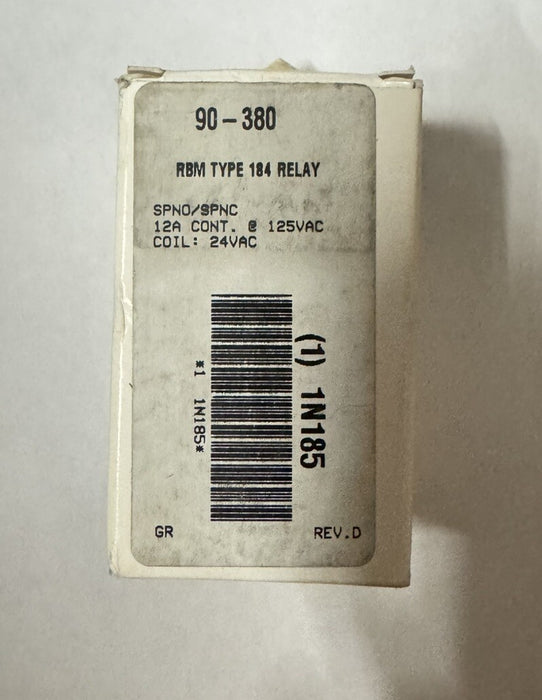 90-380
RBM TYPE 184 RELAY
SPNO/SPNC
12A CONT. @ 125VAC
COIL: 24VAC
(1) 1N185
*1 1N185*
GR REV.D